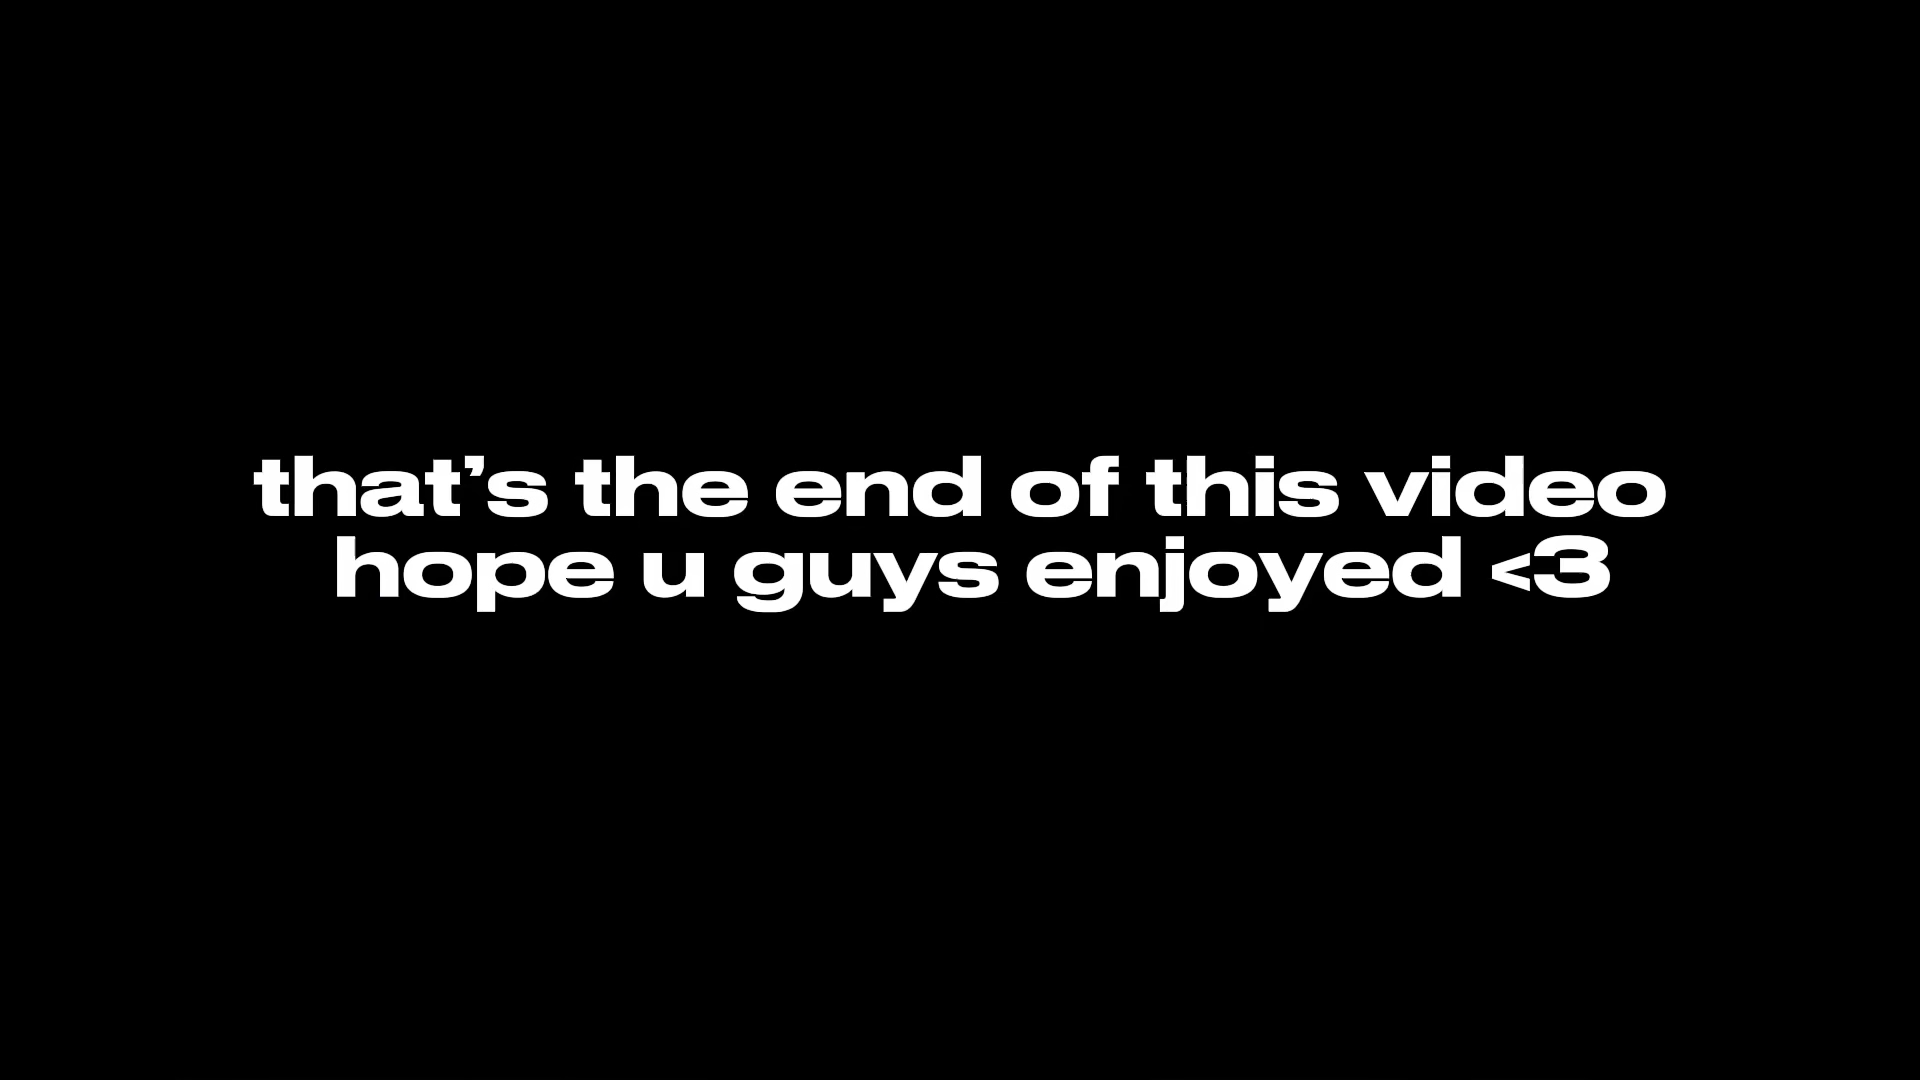 that’s the end of this video
hope u guys enjoyed <3